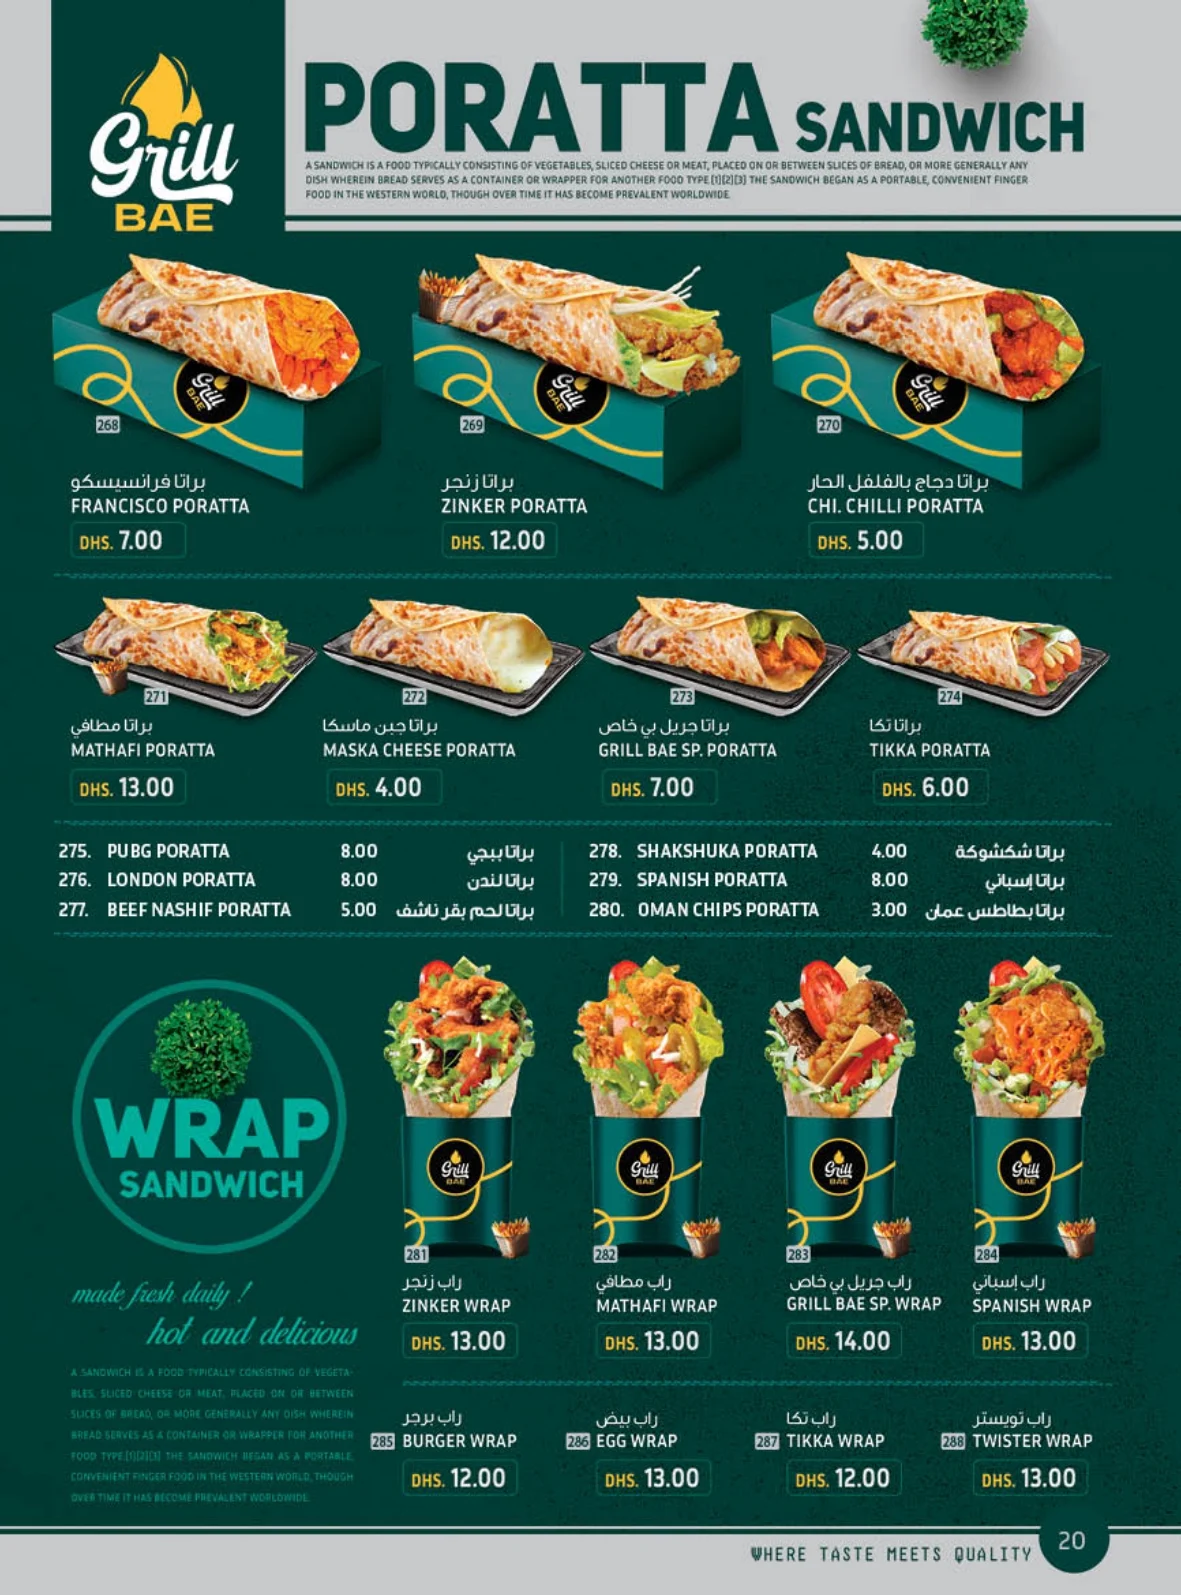 Grill
BAE
PORATTA SANDWICH
A SANDWICH IS A FOOD TYPICALLY CONSISTING OF VEGETABLES, SLICED CHEESE OR MEAT, PLACED ON OR BETWEEN SLICES OF BREAD, OR MORE GENERALLY ANY
DISH WHEREIN BREAD SERVES AS A CONTAINER OR WRAPPER FOR ANOTHER FOOD TYPE.[1][2][3] THE SANDWICH BEGAN AS A PORTABLE, CONVENIENT FINGER
FOOD IN THE WESTERN WORLD, THOUGH OVER TIME IT HAS BECOME PREVALENT WORLDWIDE.
Grill BAE
Grill BAE
Grill BAE
268
269
270
براتا فرانسيسكو
FRANCISCO PORATTA
DHS. 7.00
براتا زنجر
ZINKER PORATTA
DHS. 12.00
براتا دجاج بالفلفل الحار
CHI. CHILLI PORATTA
DHS. 5.00
271
براتا مطافي
MATHAFI PORATTA
DHS. 13.00
272
براتا جبن ماسكا
MASKA CHEESE PORATTA
DHS. 4.00
273
براتا جريل بي خاص
GRILL BAE SP. PORATTA
DHS. 7.00
274
براتا تكا
TIKKA PORATTA
DHS. 6.00
275. PUBG PORATTA 8.00 براتا ببجي
276. LONDON PORATTA 8.00 براتا لندن
277. BEEF NASHIF PORATTA 5.00 براتا لحم بقر ناشف
278. SHAKSHUKA PORATTA 4.00 براتا شكشوكة
279. SPANISH PORATTA 8.00 براتا إسباني
280. OMAN CHIPS PORATTA 3.00 براتا بطاطس عمان
WRAP
SANDWICH
made fresh daily !
hot and delicious
A SANDWICH IS A FOOD TYPICALLY CONSISTING OF VEGETA-
BLES, SLICED CHEESE OR MEAT, PLACED ON OR BETWEEN
SLICES OF BREAD, OR MORE GENERALLY ANY DISH WHEREIN
BREAD SERVES AS A CONTAINER OR WRAPPER FOR ANOTHER
FOOD TYPE.[1][2][3] THE SANDWICH BEGAN AS A PORTABLE,
CONVENIENT FINGER FOOD IN THE WESTERN WORLD, THOUGH
OVER TIME IT HAS BECOME PREVALENT WORLDWIDE.
Grill BAE
Grill BAE
Grill BAE
Grill BAE
281
راب زنجر
ZINKER WRAP
DHS. 13.00
282
راب مطافي
MATHAFI WRAP
DHS. 13.00
283
راب جريل بي خاص
GRILL BAE SP. WRAP
DHS. 14.00
284
راب إسباني
SPANISH WRAP
DHS. 13.00
راب برجر
285 BURGER WRAP
DHS. 12.00
راب بيض
286 EGG WRAP
DHS. 13.00
راب تكا
287 TIKKA WRAP
DHS. 12.00
راب تويستر
288 TWISTER WRAP
DHS. 13.00
WHERE TASTE MEETS QUALITY
20